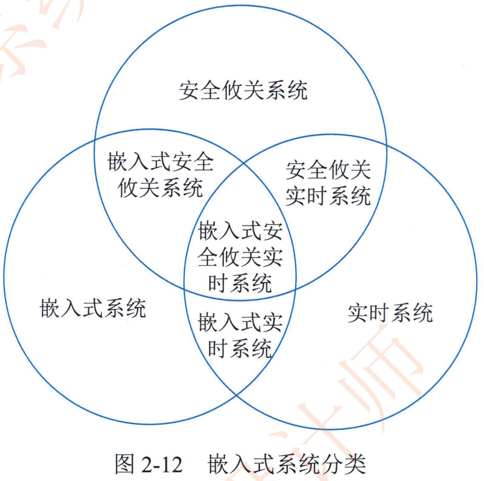 安全攸关系统
嵌入式安全
攸关系统
安全攸关
实时系统
嵌入式安
全攸关实
时系统
嵌入式系统
嵌入式实
时系统
实时系统
图 2-12 嵌入式系统分类